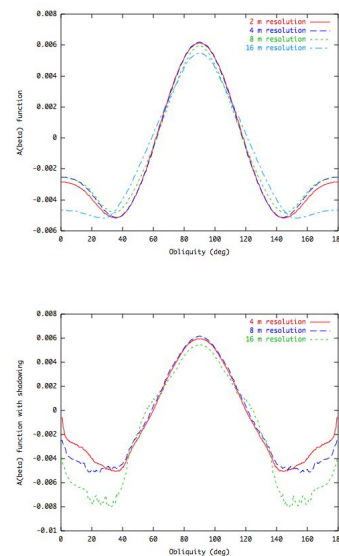 0.008
0.006
0.004
0.002
0
-0.002
-0.004
-0.006
A(beta) function
2 m resolution
4 m resolution
8 m resolution
16 m resolution
0 20 40 60 80 100 120 140 160 180
Obliquity (deg)
0.008
0.006
0.004
0.002
0
-0.002
-0.004
-0.006
-0.008
-0.01
A(beta) function with shadowing
4 m resolution
8 m resolution
16 m resolution
0 20 40 60 80 100 120 140 160 180
Obliquity (deg)